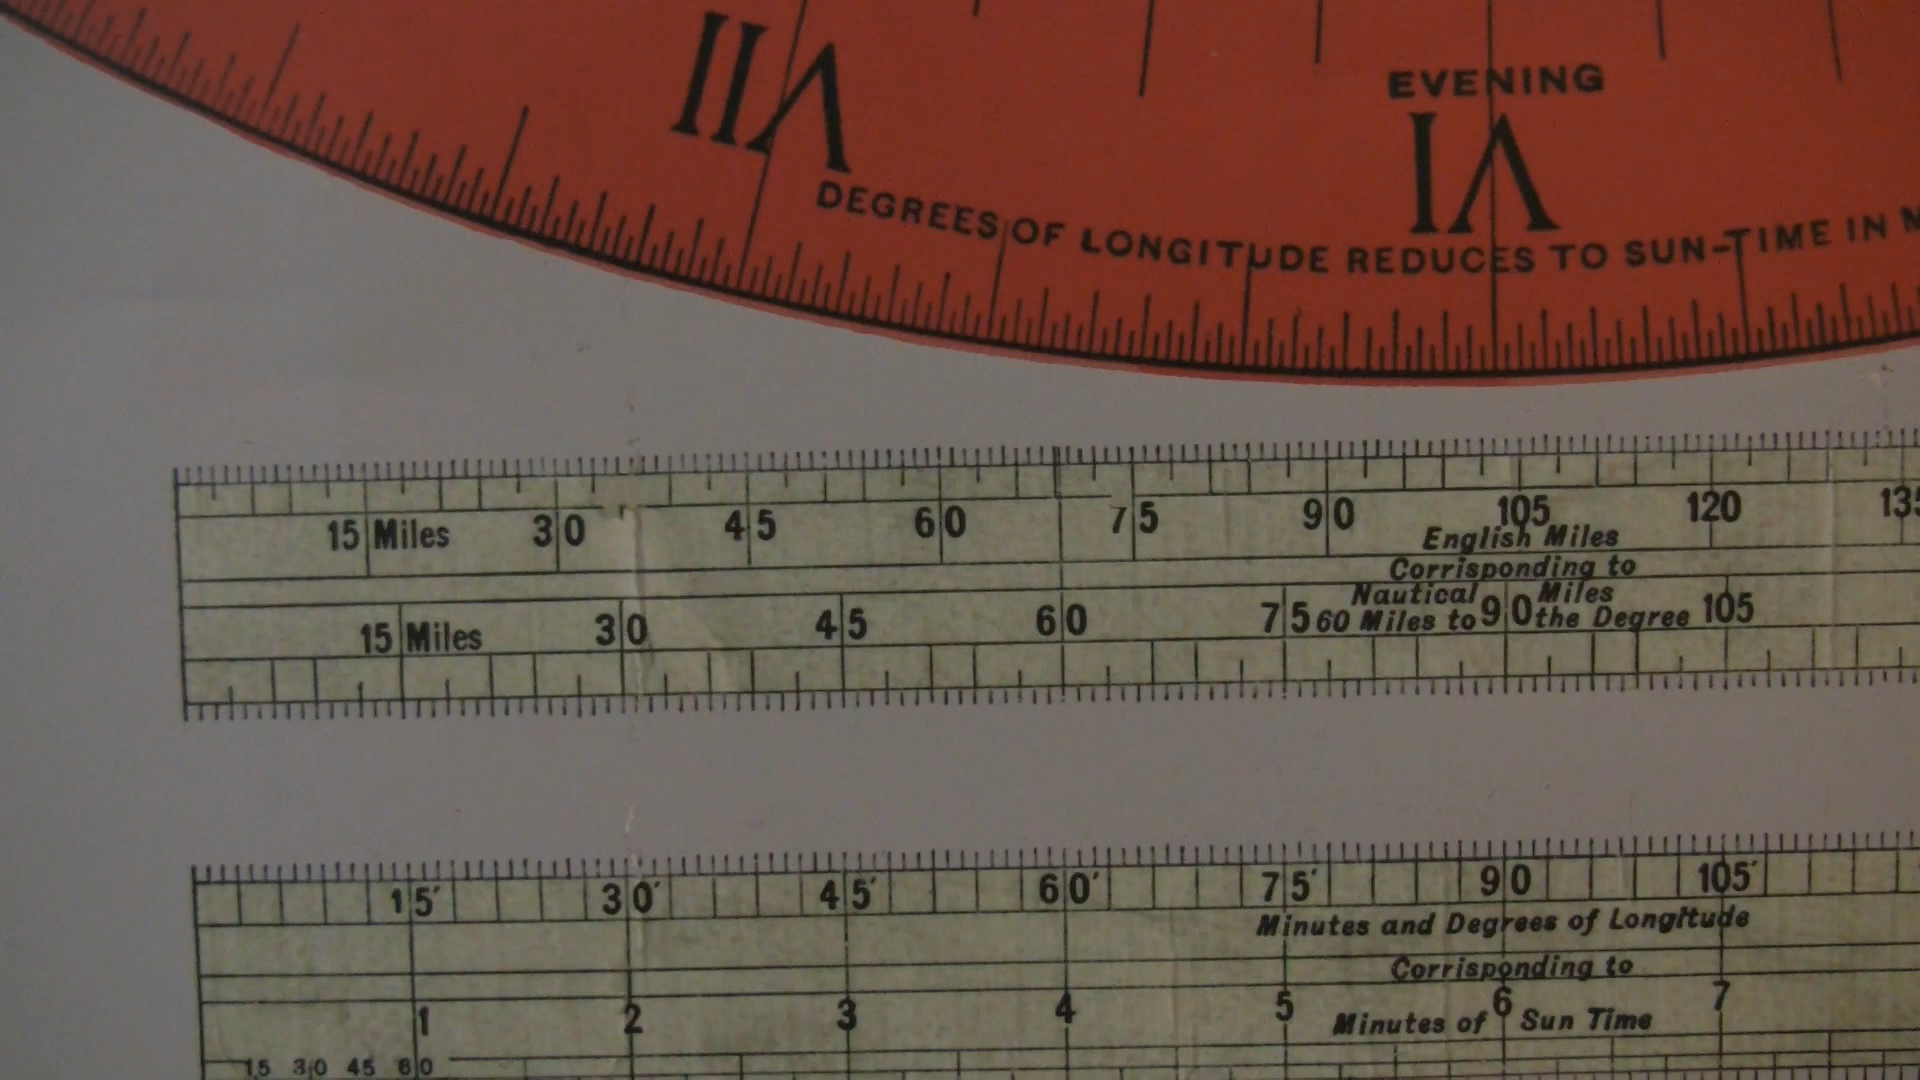 VII
EVENING
VI
DEGREES OF LONGITUDE REDUCES TO SUN-TIME IN
15 Miles 30 45 60 75 90 105 120 135
English Miles
Corrisponding to
Nautical Miles
15 Miles 30 45 60 75 60 Miles to 90 the Degree 105
15′ 30′ 45′ 60′ 75′ 90 105′
Minutes and Degrees of Longitude
Corrisponding to
1 2 3 4 5 6 7
Minutes of Sun Time
15 30 45 60